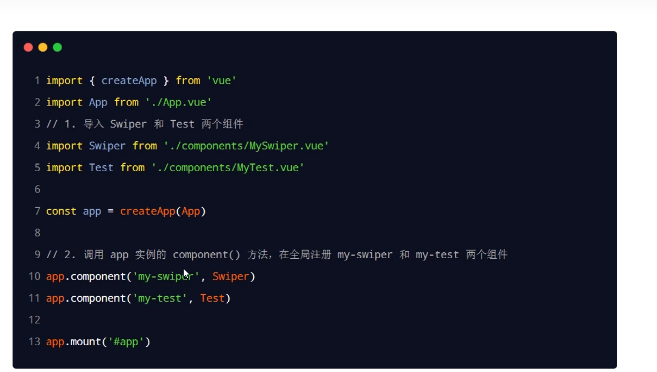 1 import { createApp } from 'vue'
2 import App from './App.vue'
3 // 1. 导入 Swiper 和 Test 两个组件
4 import Swiper from './components/MySwiper.vue'
5 import Test from './components/MyTest.vue'
6
7 const app = createApp(App)
8
9 // 2. 调用 app 实例的 component() 方法，在全局注册 my-swiper 和 my-test 两个组件
10 app.component('my-swiper', Swiper)
11 app.component('my-test', Test)
12
13 app.mount('#app')